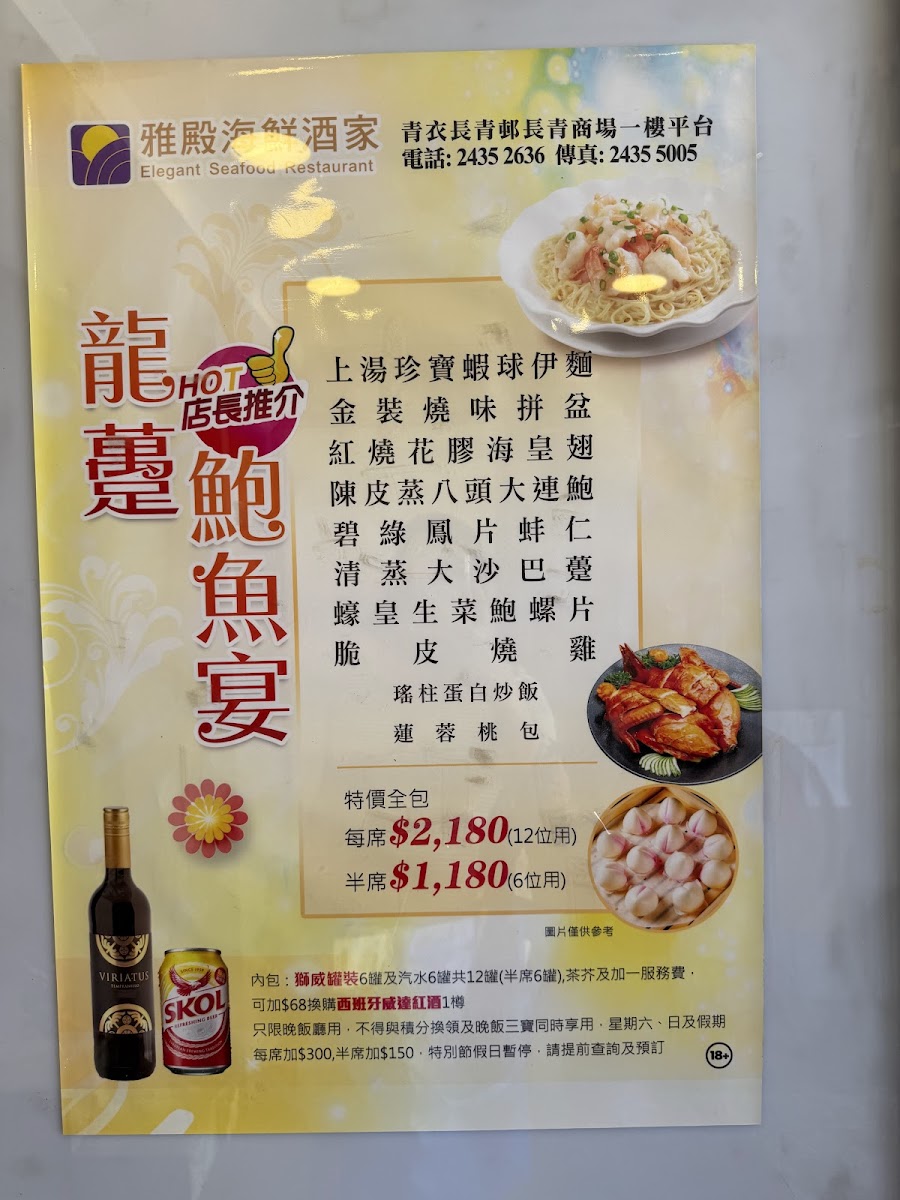 雅殿海鮮酒家
Elegant Seafood Restaurant
青衣長青邨長青商場一樓平台
電話: 2435 2636 傳真: 2435 5005
龍躉
鮑魚宴
HOT
店長推介
上湯珍寶蝦球伊麵
金裝燒味拼盆
紅燒花膠海皇翅
陳皮蒸八頭大連鮑
碧綠鳳片蚌仁
清蒸大沙巴躉
蠔皇生菜鮑螺片
脆皮燒雞
瑤柱蛋白炒飯
蓮蓉桃包
特價全包
每席$2,180(12位用)
半席$1,180(6位用)
圖片僅供參考
VIRIATUS
SKOL
內包：獅威罐裝6罐及汽水6罐共12罐(半席6罐),茶芥及加一服務費，
可加$68換購西班牙威達紅酒1樽
只限晚飯廳用，不得與積分換領及晚飯三寶同時享用，星期六、日及假期
每席加$300,半席加$150，特別節假日暫停，請提前查詢及預訂
18+